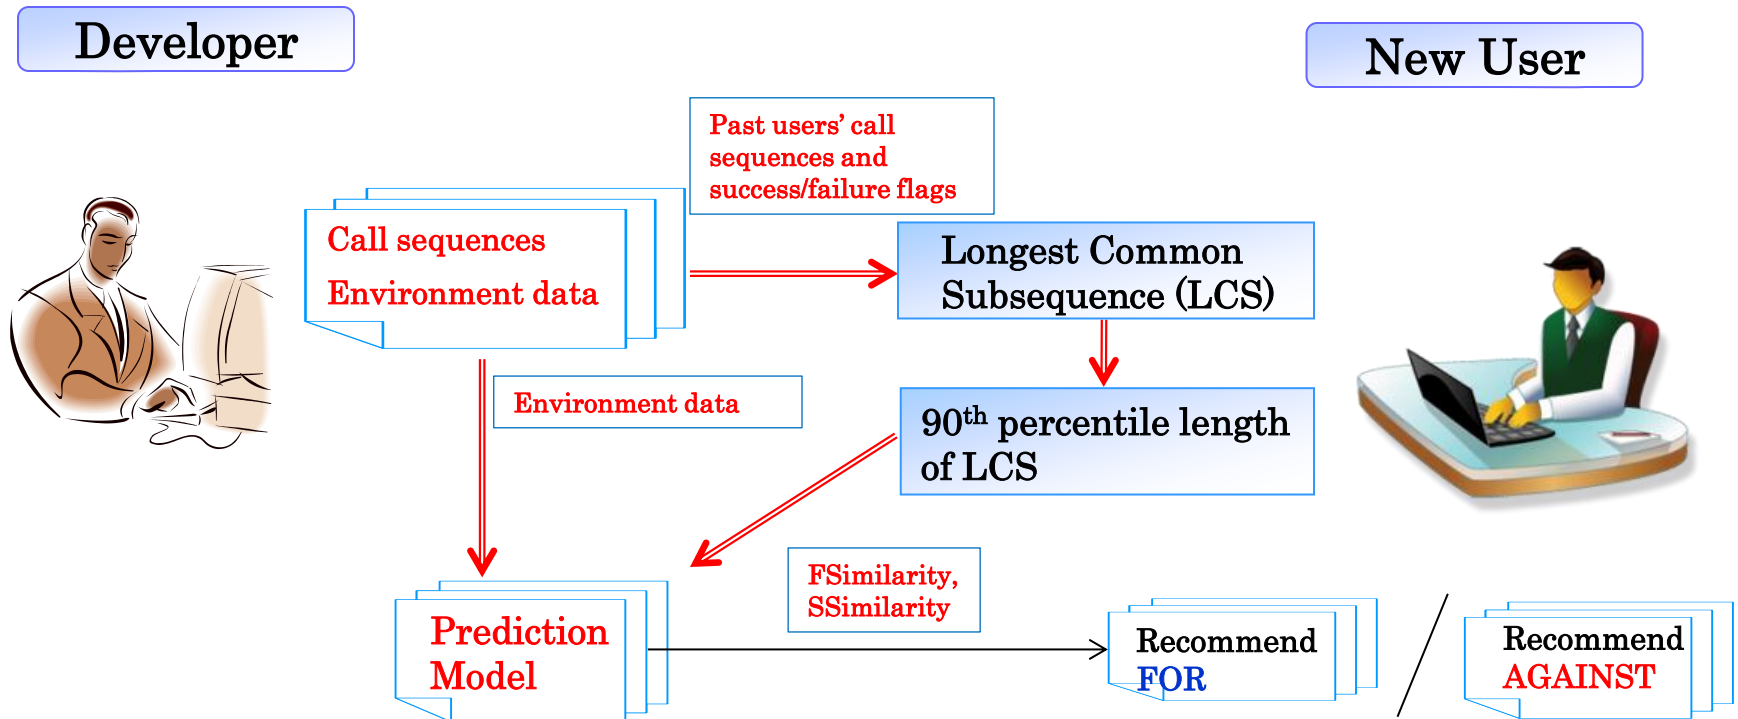 Developer
New User
Past users’ call
sequences and
success/failure flags
Call sequences
Environment data
Longest Common
Subsequence (LCS)
Environment data
90th percentile length
of LCS
FSimilarity,
SSimilarity
Prediction
Model
Recommend
FOR
Recommend
AGAINST